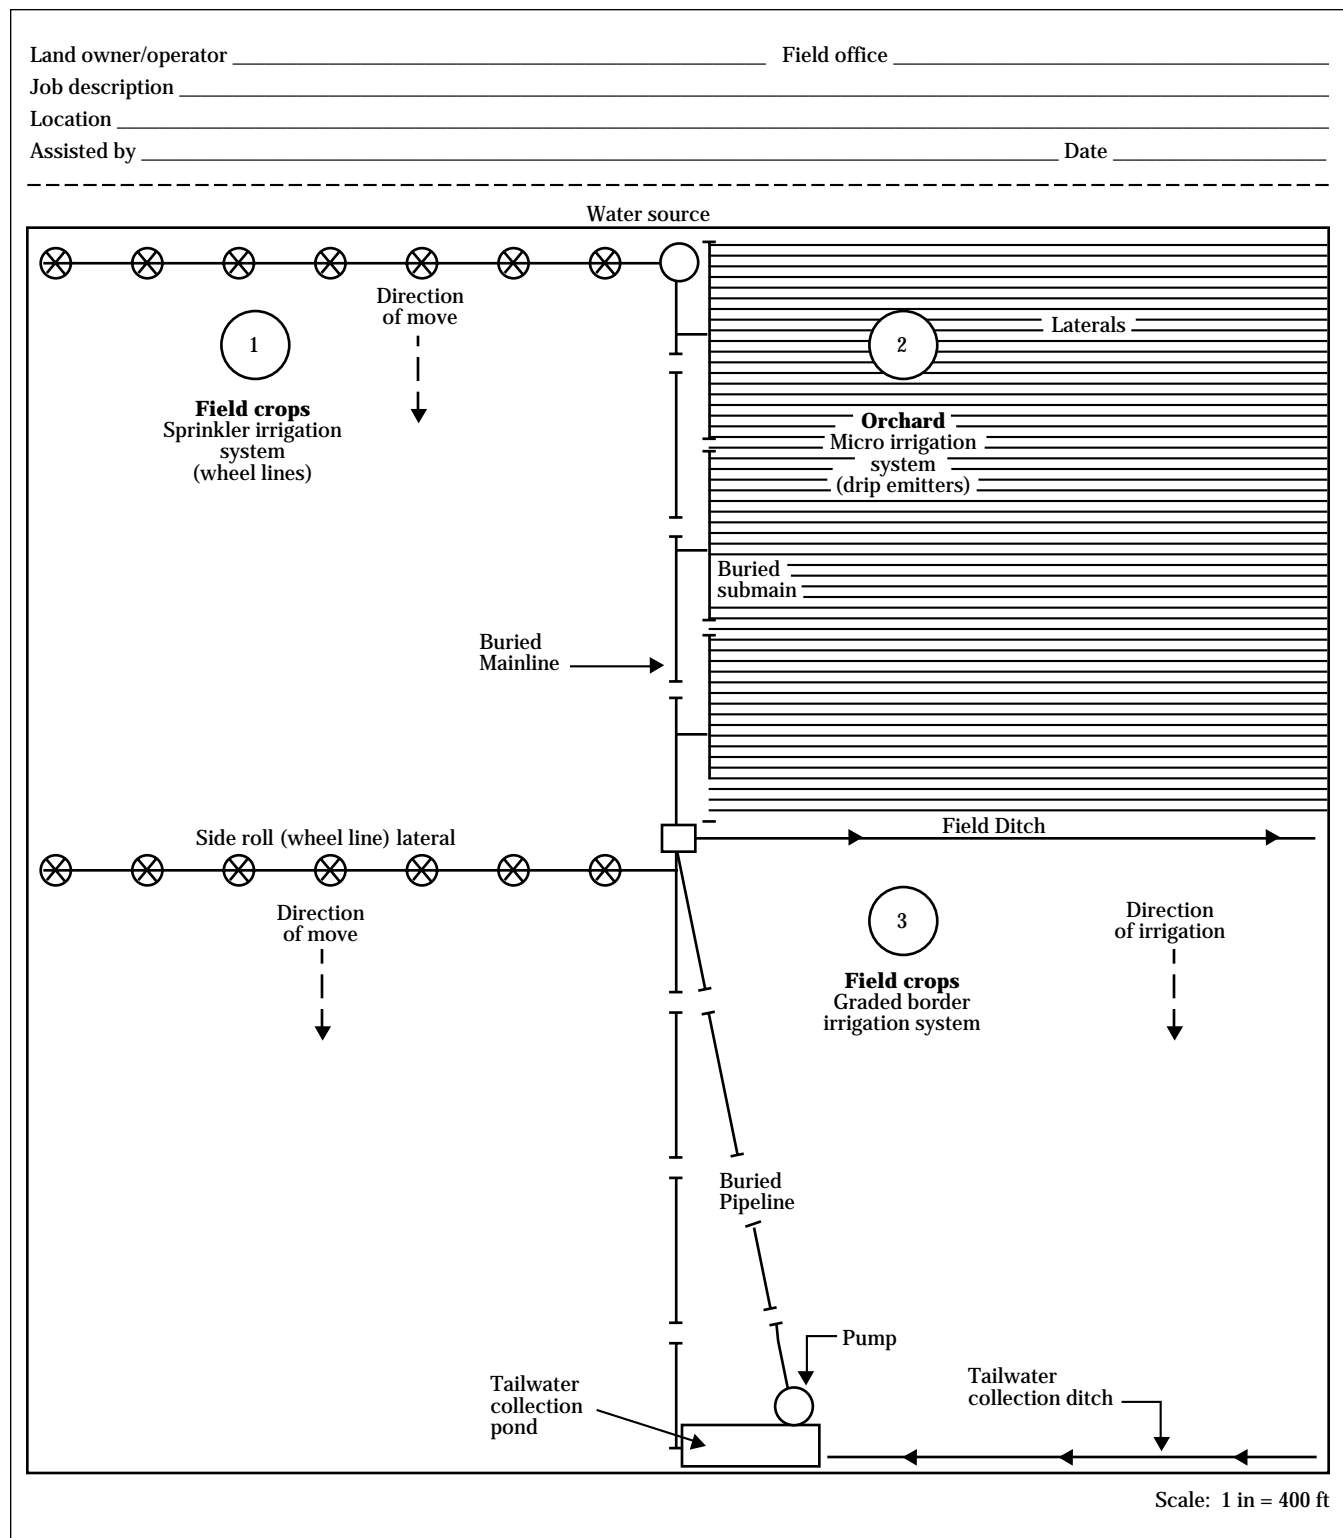 Land owner/operator Field office
Job description
Location
Assisted by Date
Water source
Direction
of move
1
Field crops
Sprinkler irrigation
system
(wheel lines)
2
Laterals
Orchard
Micro irrigation
system
(drip emitters)
Buried
submain
Buried
Mainline
Side roll (wheel line) lateral
Field Ditch
Direction
of move
3
Field crops
Graded border
irrigation system
Direction
of irrigation
Buried
Pipeline
Pump
Tailwater
collection
pond
Tailwater
collection ditch
Scale: 1 in = 400 ft